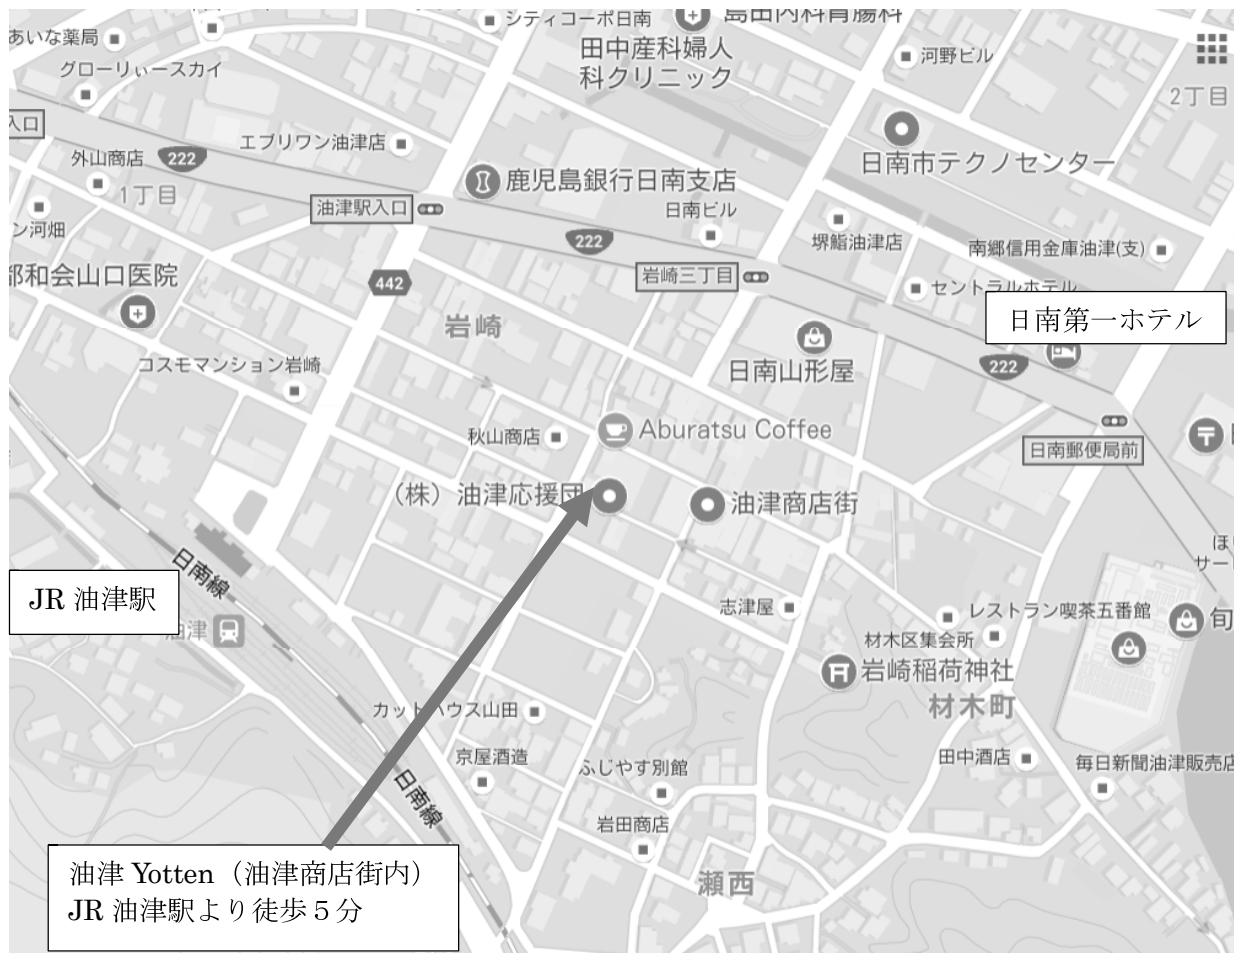 シティコーポ日南
島田内科胃腸科
あいな薬局
田中産科婦人
科クリニック
河野ビル
グローリィースカイ
2丁目
入口
エブリワン油津店
日南市テクノセンター
外山商店
222
1丁目
鹿児島銀行日南支店
油津駅入口
日南ビル
ン河畑
222
堺鮨油津店
南郷信用金庫油津(支)
都和会山口医院
442
岩崎三丁目
セントラルホテル
日南第一ホテル
岩崎
日南山形屋
222
コスモマンション岩崎
秋山商店
Aburatsu Coffee
日南郵便局前
(株)油津応援団
油津商店街
日南線
JR 油津駅
油津
志津屋
レストラン喫茶五番館
旬
材木区集会所
岩崎稲荷神社
材木町
カットハウス山田
京屋酒造
ふじやす別館
田中酒店
毎日新聞油津販売店
日南線
岩田商店
瀬西
油津 Yotten(油津商店街内)
JR 油津駅より徒歩5分